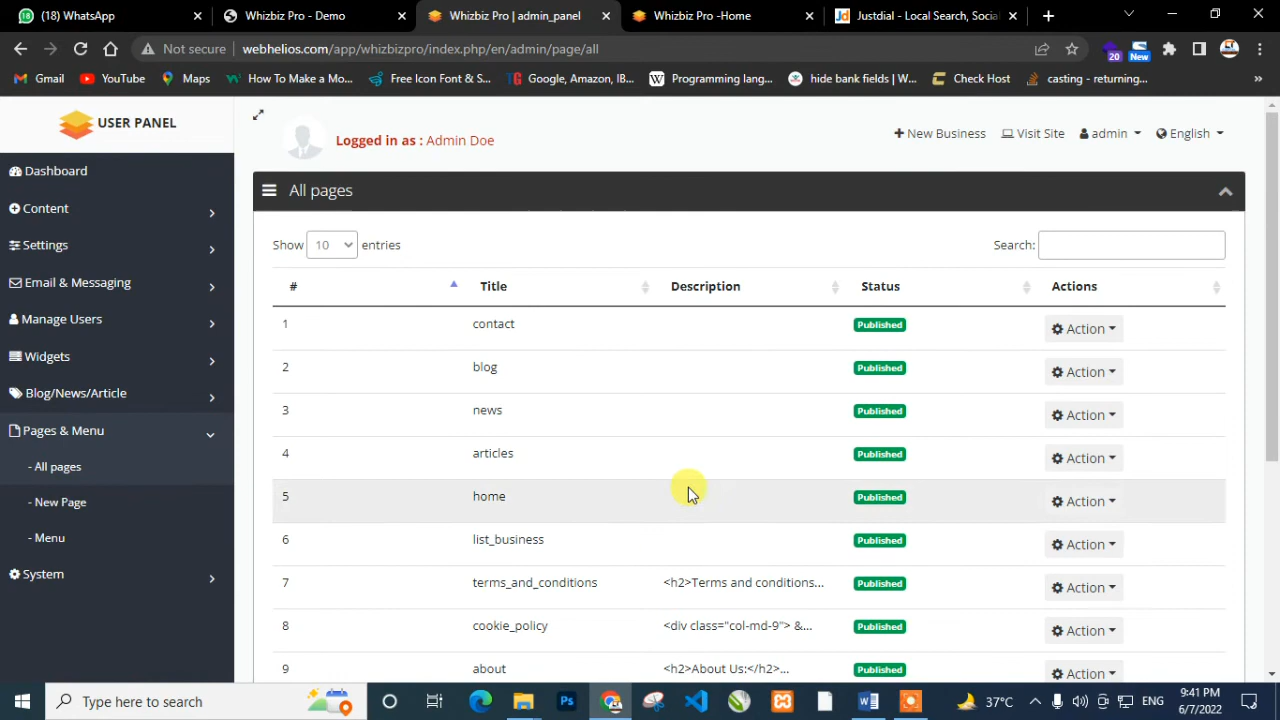 (18) WhatsApp
Whizbiz Pro - Demo
Whizbiz Pro | admin_panel
Whizbiz Pro -Home
Justdial - Local Search, Socia
Not secure
webhelios.com/app/whizbizpro/index.php/en/admin/page/all
20
New
Gmail
YouTube
Maps
How To Make a Mo...
Free Icon Font & S...
Google, Amazon, IB...
Programming lang...
hide bank fields | W...
Check Host
casting - returning...
USER PANEL
Logged in as : Admin Doe
New Business
Visit Site
admin
English
Dashboard
Content
Settings
Email & Messaging
Manage Users
Widgets
Blog/News/Article
Pages & Menu
- All pages
- New Page
- Menu
System
All pages
Show 10 entries
Search:
# Title Description Status Actions
1 contact Published Action
2 blog Published Action
3 news Published Action
4 articles Published Action
5 home Published Action
6 list_business Published Action
7 terms_and_conditions <h2>Terms and conditions... Published Action
8 cookie_policy <div class="col-md-9"> &... Published Action
9 about <h2>About Us:</h2>... Published Action
Type here to search
37°C
ENG
9:41 PM
6/7/2022